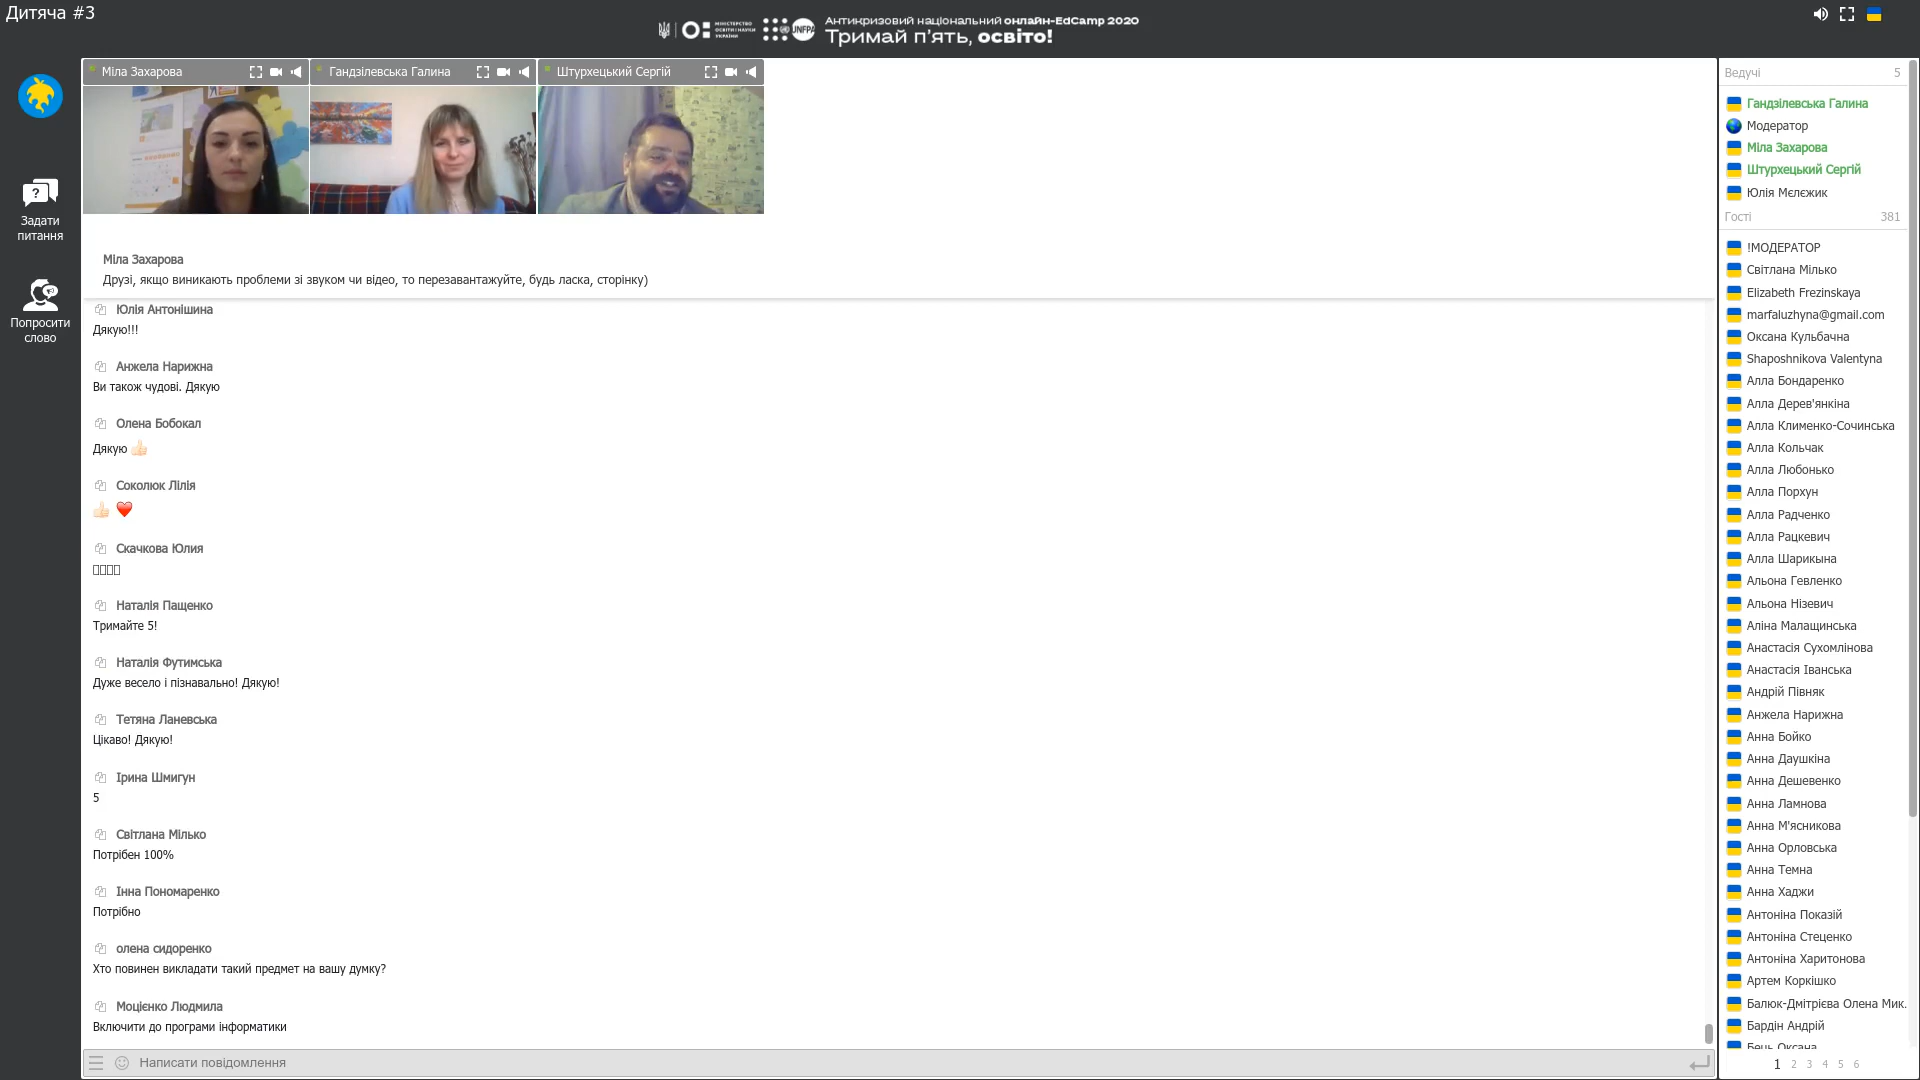 Дитяча #3
МІНІСТЕРСТВО
ОСВІТИ І НАУКИ
УКРАЇНИ
UNFPA
Антикризовий національний онлайн-EdCamp 2020
Тримай п’ять, освіто!
Задати
питання
Попросити
слово
Міла Захарова
Гандзілевська Галина
Штурхецький Сергій
Міла Захарова
Друзі, якщо виникають проблеми зі звуком чи відео, то перезавантажуйте, будь ласка, сторінку)
Юлія Антонішина
Дякую!!!
Анжела Нарижна
Ви також чудові. Дякую
Олена Бобокал
Дякую 👍🏻
Соколюк Лілія
👍🏻 ❤️
Скачкова Юлия
Наталія Пащенко
Тримайте 5!
Наталія Футимська
Дуже весело і пізнавально! Дякую!
Тетяна Ланевська
Цікаво! Дякую!
Ірина Шмигун
5
Світлана Мілько
Потрібен 100%
Інна Пономаренко
Потрібно
олена сидоренко
Хто повинен викладати такий предмет на вашу думку?
Моцієнко Людмила
Включити до програми інформатики
Написати повідомлення
Ведучі 5
Гандзілевська Галина
Модератор
Міла Захарова
Штурхецький Сергій
Юлія Мєлєжик
Гості 381
!МОДЕРАТОР
Світлана Мілько
Elizabeth Frezinskaya
marfaluzhyna@gmail.com
Оксана Кульбачна
Shaposhnikova Valentyna
Алла Бондаренко
Алла Дерев'янкіна
Алла Клименко-Сочинська
Алла Кольчак
Алла Любонько
Алла Порхун
Алла Радченко
Алла Рацкевич
Алла Шарикына
Альона Гевленко
Альона Нізевич
Аліна Малащинська
Анастасія Сухомлінова
Анастасія Іванська
Андрій Півняк
Анжела Нарижна
Анна Бойко
Анна Даушкіна
Анна Дешевенко
Анна Ламнова
Анна М'ясникова
Анна Орловська
Анна Темна
Анна Хаджи
Антоніна Показій
Антоніна Стеценко
Антоніна Харитонова
Артем Коркішко
Балюк-Дмітрієва Олена Мик.
Бардін Андрій
Бець Оксана
1 2 3 4 5 6